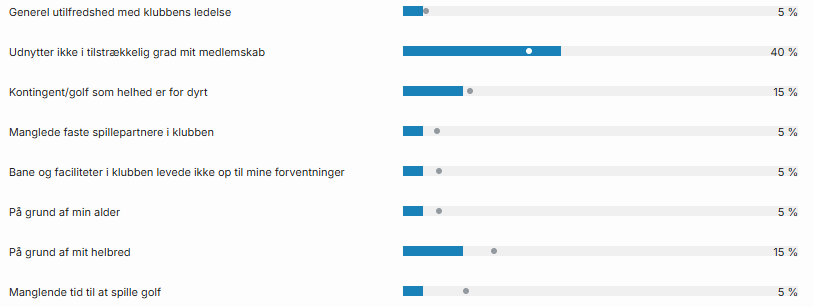 Generel utilfredshed med klubbens ledelse 5 %
Udnytter ikke i tilstrækkelig grad mit medlemskab 40 %
Kontingent/golf som helhed er for dyrt 15 %
Manglede faste spillepartnere i klubben 5 %
Bane og faciliteter i klubben levede ikke op til mine forventninger 5 %
På grund af min alder 5 %
På grund af mit helbred 15 %
Manglende tid til at spille golf 5 %